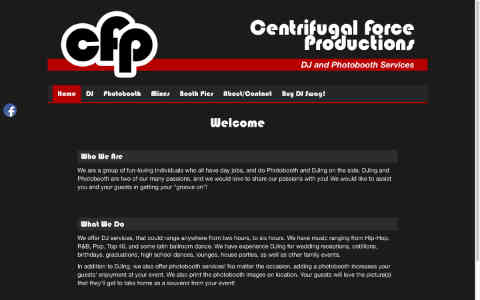 cfp
Centrifugal Force
Productions
DJ and Photobooth Services
Home DJ Photobooth Mixes Booth Pics About/Contact Buy DJ Swag!
Welcome
Who We Are
We are a group of fun-loving individuals who all have day jobs, and do Photobooth and DJing on the side. DJing and
Photobooth are two of our many passions, and we would love to share our passions with you! We would like to assist
you and your guests in getting your "groove on"!
What We Do
We offer DJ services, that could range anywhere from two hours, to six hours. We have music ranging from Hip-Hop,
R&B, Pop, Top 40, and some latin ballroom dance. We have experience DJing for wedding receptions, cotillions,
birthdays, graduations, high school dances, lounges, house parties, as well as other family events.
In addition to DJing, we also offer photobooth services! No matter the occasion, adding a photobooth increases your
guests' enjoyment at your event. We also print the photobooth images on location. Your guests will love the picture(s)
that they'll get to take home as a souvenir from your event!